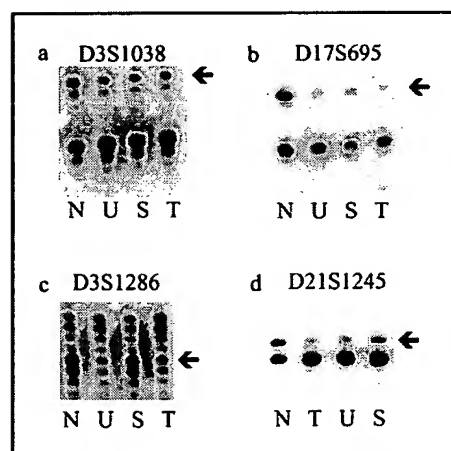 a D3S1038
b D17S695
N U S T
N U S T
c D3S1286
d D21S1245
N U S T
N T U S